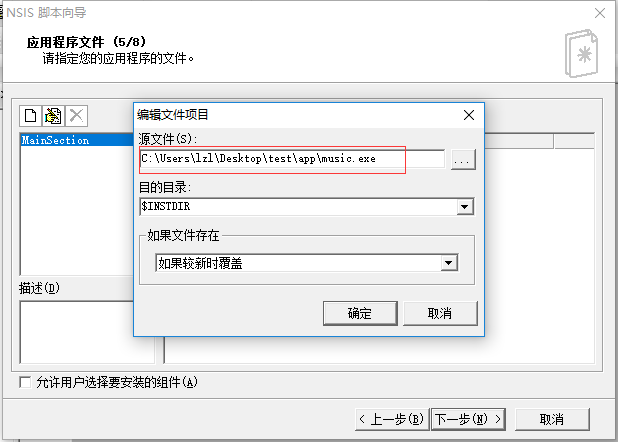 NSIS 脚本向导
应用程序文件 (5/8)
请指定您的应用程序的文件。
编辑文件项目
MainSection
源文件(S):
C:\Users\lzl\Desktop\test\app\music.exe
...
目的目录:
$INSTDIR
如果文件存在
如果较新时覆盖
描述(D)
确定
取消
允许用户选择要安装的组件(A)
< 上一步(B)
下一步(N) >
取消